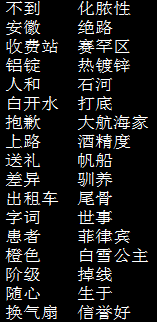 不到 化脓性
安徽 绝路
收费站 赛罕区
铝锭 热镀锌
人和 石河
白开水 打底
抱歉 大航海家
上路 酒精度
送礼 帆船
差异 驯养
出租车 尾骨
字词 世事
患者 菲律宾
橙色 白雪公主
阶级 掉线
随心 生于
换气扇 信誉好